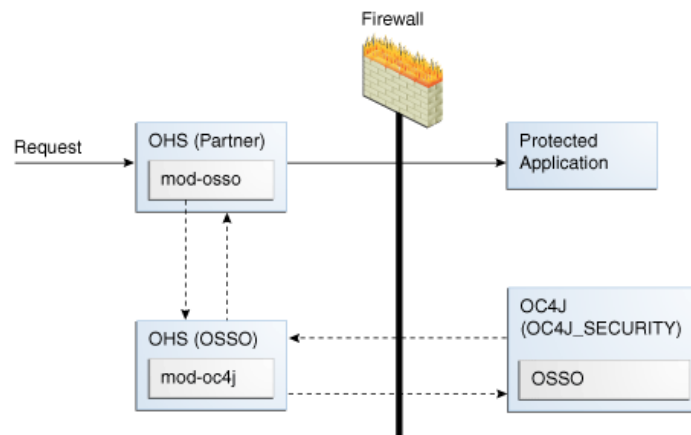 Firewall
Request
OHS (Partner)
mod-osso
Protected
Application
OHS (OSSO)
mod-oc4j
OC4J
(OC4J_SECURITY)
OSSO